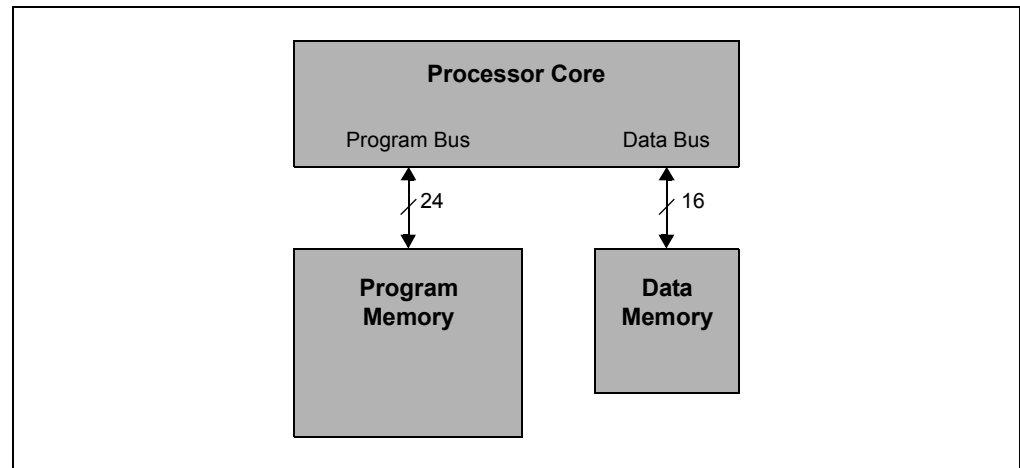 Processor Core
Program Bus
Data Bus
24
16
Program
Memory
Data
Memory